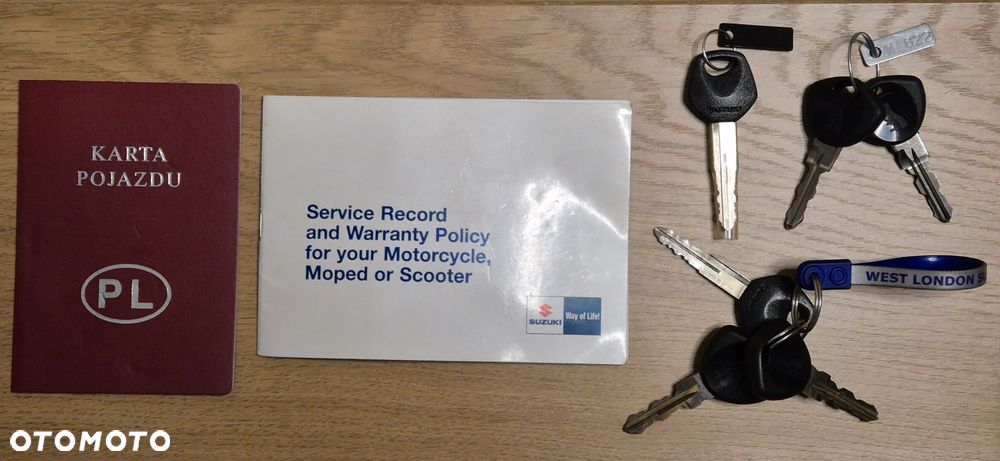 KARTA
POJAZDU
PL
Service Record
and Warranty Policy
for your Motorcycle,
Moped or Scooter
SUZUKI
Way of Life!
SUZUKI
WEST LONDON
OTOMOTO